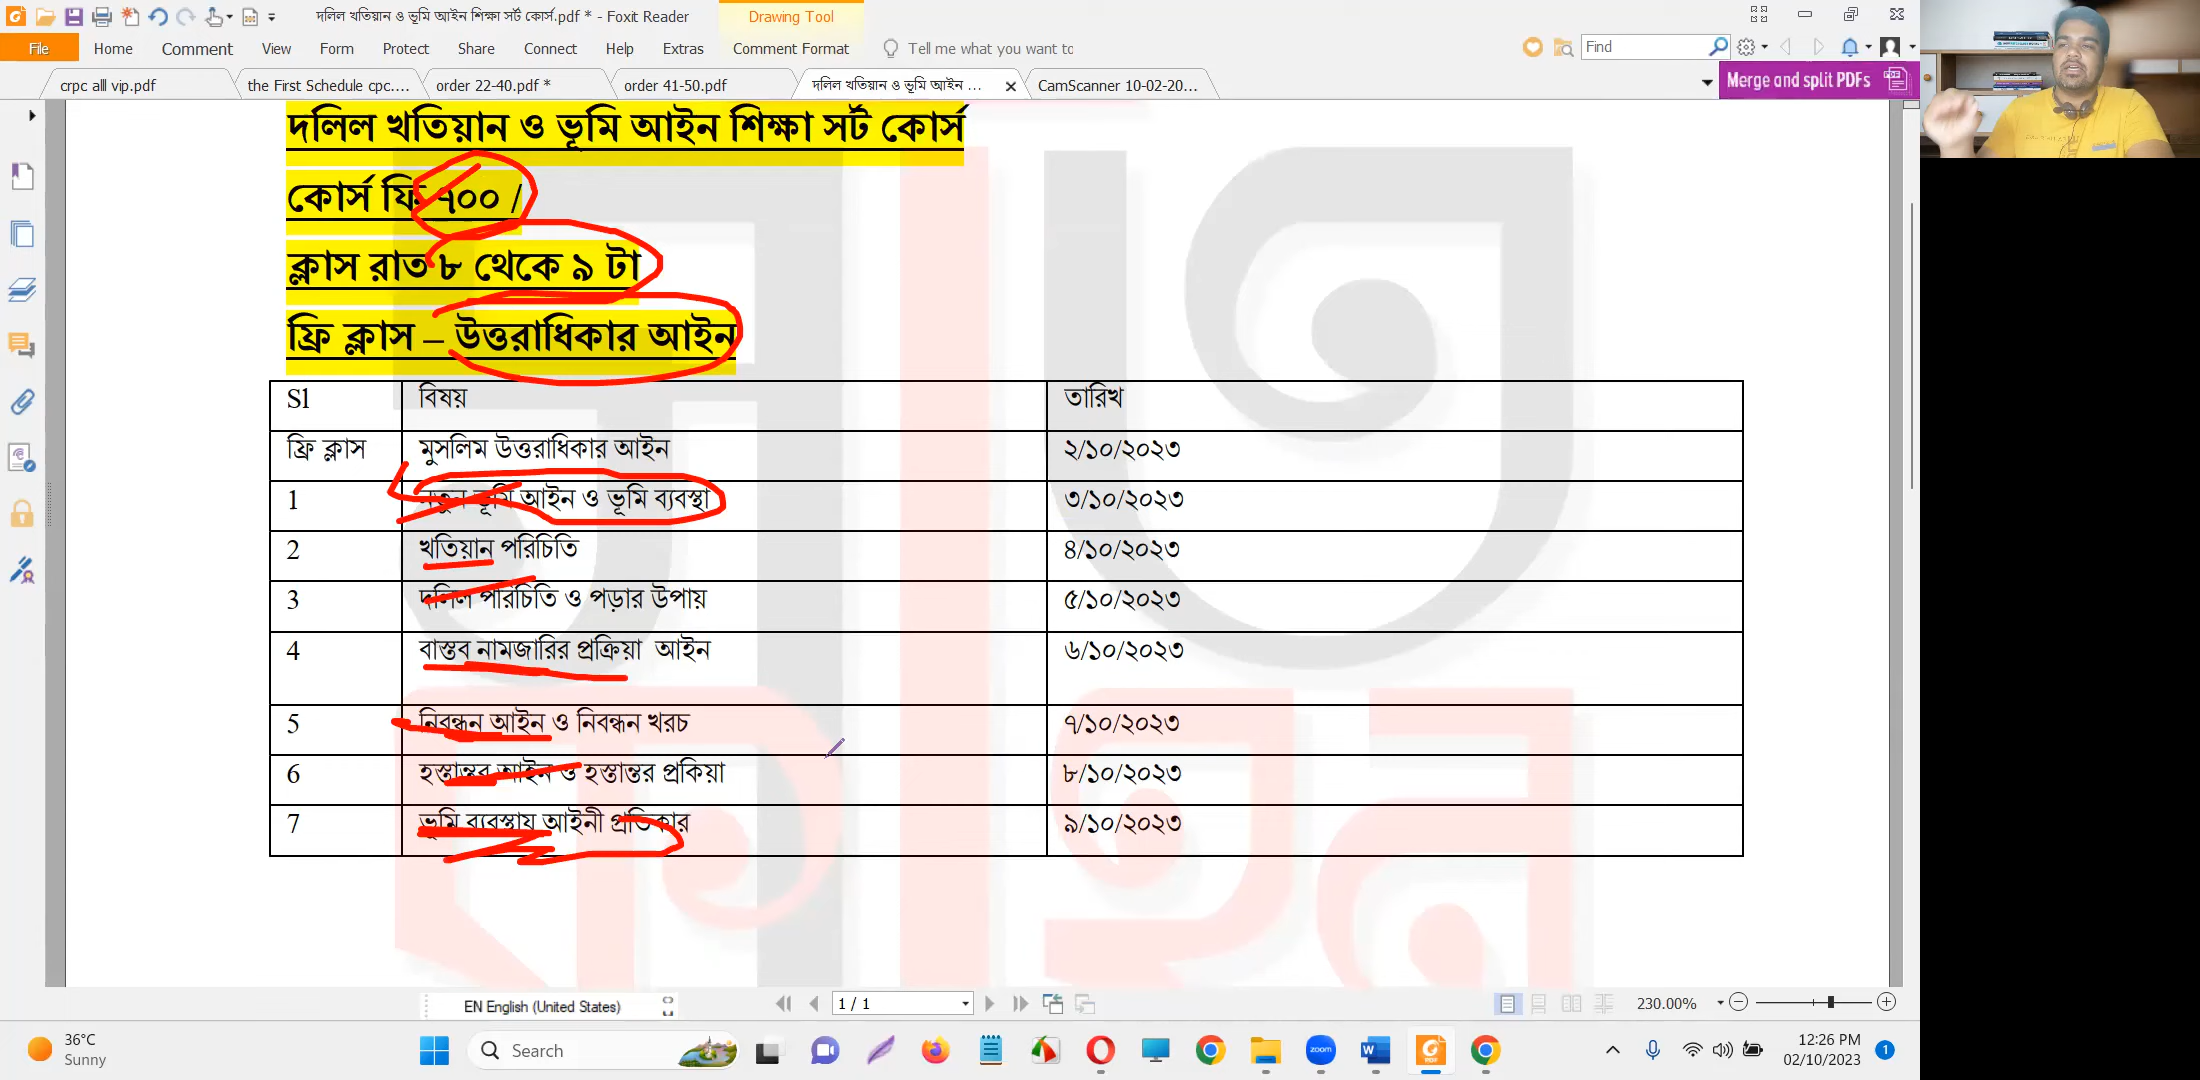 দলিল খতিয়ান ও ভূমি আইন শিক্ষা সর্ট কোর্স.pdf * - Foxit Reader
Drawing Tool
File Home Comment View Form Protect Share Connect Help Extras Comment Format Tell me what you want to Find
crpc all vip.pdf the First Schedule cpc.... order 22-40.pdf * order 41-50.pdf দলিল খতিয়ান ও ভূমি আইন ... CamScanner 10-02-20... Merge and split PDFs
দলিল খতিয়ান ও ভূমি আইন শিক্ষা সর্ট কোর্স
কোর্স ফি ৭০০ /
ক্লাস রাত ৮ থেকে ৯ টা
ফ্রি ক্লাস – উত্তরাধিকার আইন
Sl বিষয় তারিখ
ফ্রি ক্লাস মুসলিম উত্তরাধিকার আইন ২/১০/২০২৩
1 নতুন ভূমি আইন ও ভূমি ব্যবস্থা ৩/১০/২০২৩
2 খতিয়ান পরিচিতি ৪/১০/২০২৩
3 দলিল পরিচিতি ও পড়ার উপায় ৫/১০/২০২৩
4 বাস্তব নামজারির প্রক্রিয়া আইন ৬/১০/২০২৩
5 নিবন্ধন আইন ও নিবন্ধন খরচ ৭/১০/২০২৩
6 হস্তান্তর আইন ও হস্তান্তর প্রকিয়া ৮/১০/২০২৩
7 ভূমি ব্যবস্থায় আইনী প্রতিকার ৯/১০/২০২৩
EN English (United States) 1 / 1 230.00%
36°C
Sunny
Search
zoom
12:26 PM
02/10/2023
1